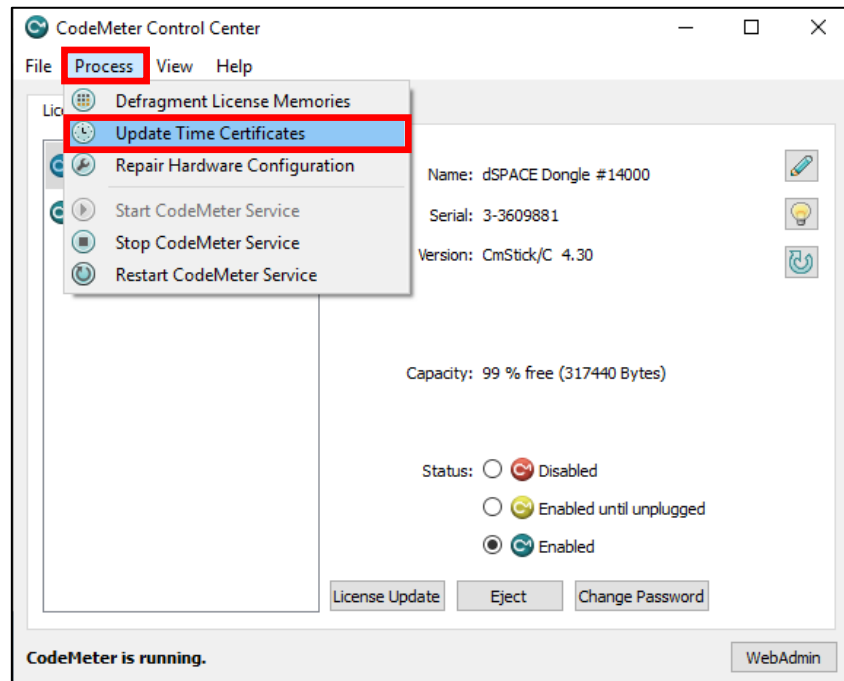 CodeMeter Control Center
File Process View Help
Lic
Defragment License Memories
Update Time Certificates
Repair Hardware Configuration
Start CodeMeter Service
Stop CodeMeter Service
Restart CodeMeter Service
Name: dSPACE Dongle #14000
Serial: 3-3609881
Version: CmStick/C 4.30
Capacity: 99 % free (317440 Bytes)
Status: Disabled
Enabled until unplugged
Enabled
License Update Eject Change Password
CodeMeter is running. WebAdmin